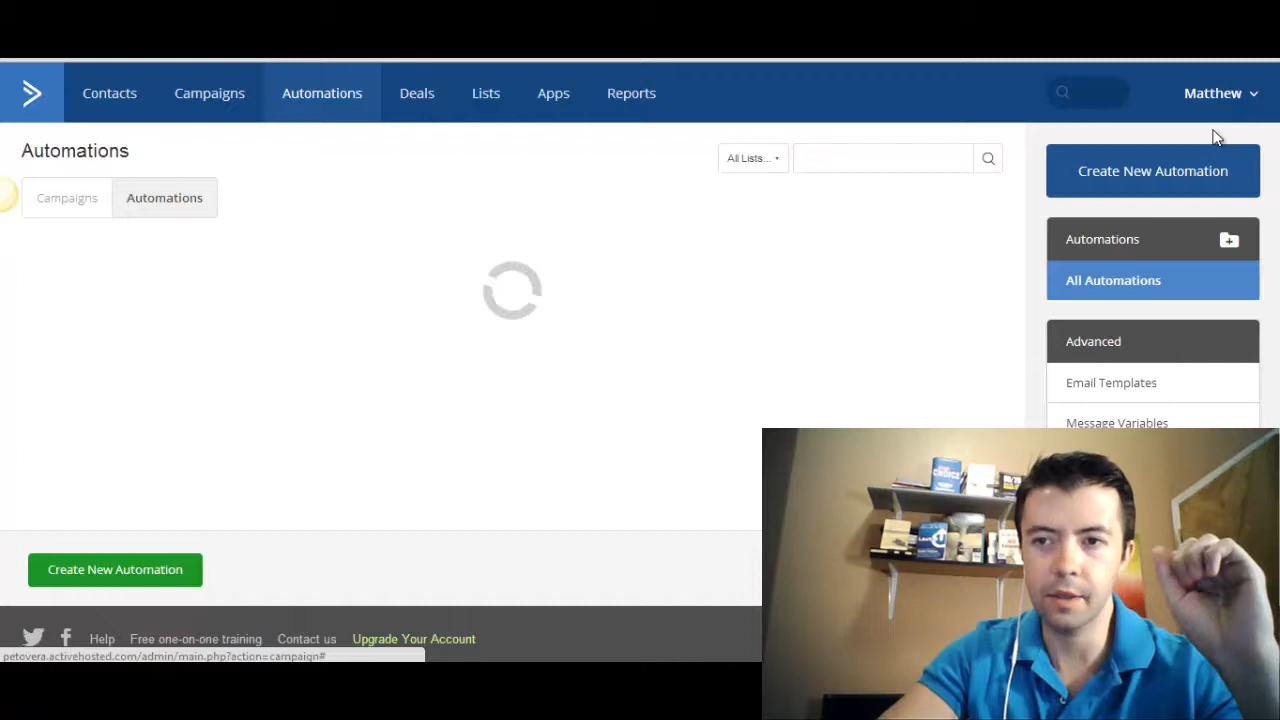 Contacts Campaigns Automations Deals Lists Apps Reports Matthew
Automations
All Lists...
Create New Automation
Campaigns Automations
Automations
All Automations
Advanced
Email Templates
Message Variables
Create New Automation
Help Free one-on-one training Contact us Upgrade Your Account
petovera.activehosted.com/admin/main.php?action=campaign#